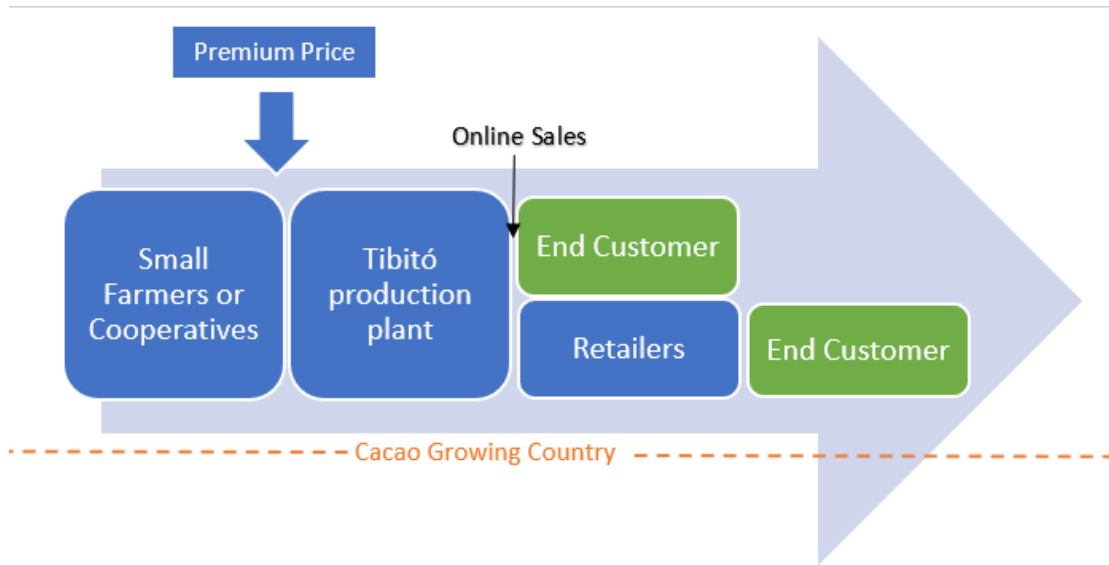 Premium Price
Online Sales
Small
Farmers or
Cooperatives
Tibitó
production
plant
End Customer
Retailers
End Customer
Cacao Growing Country